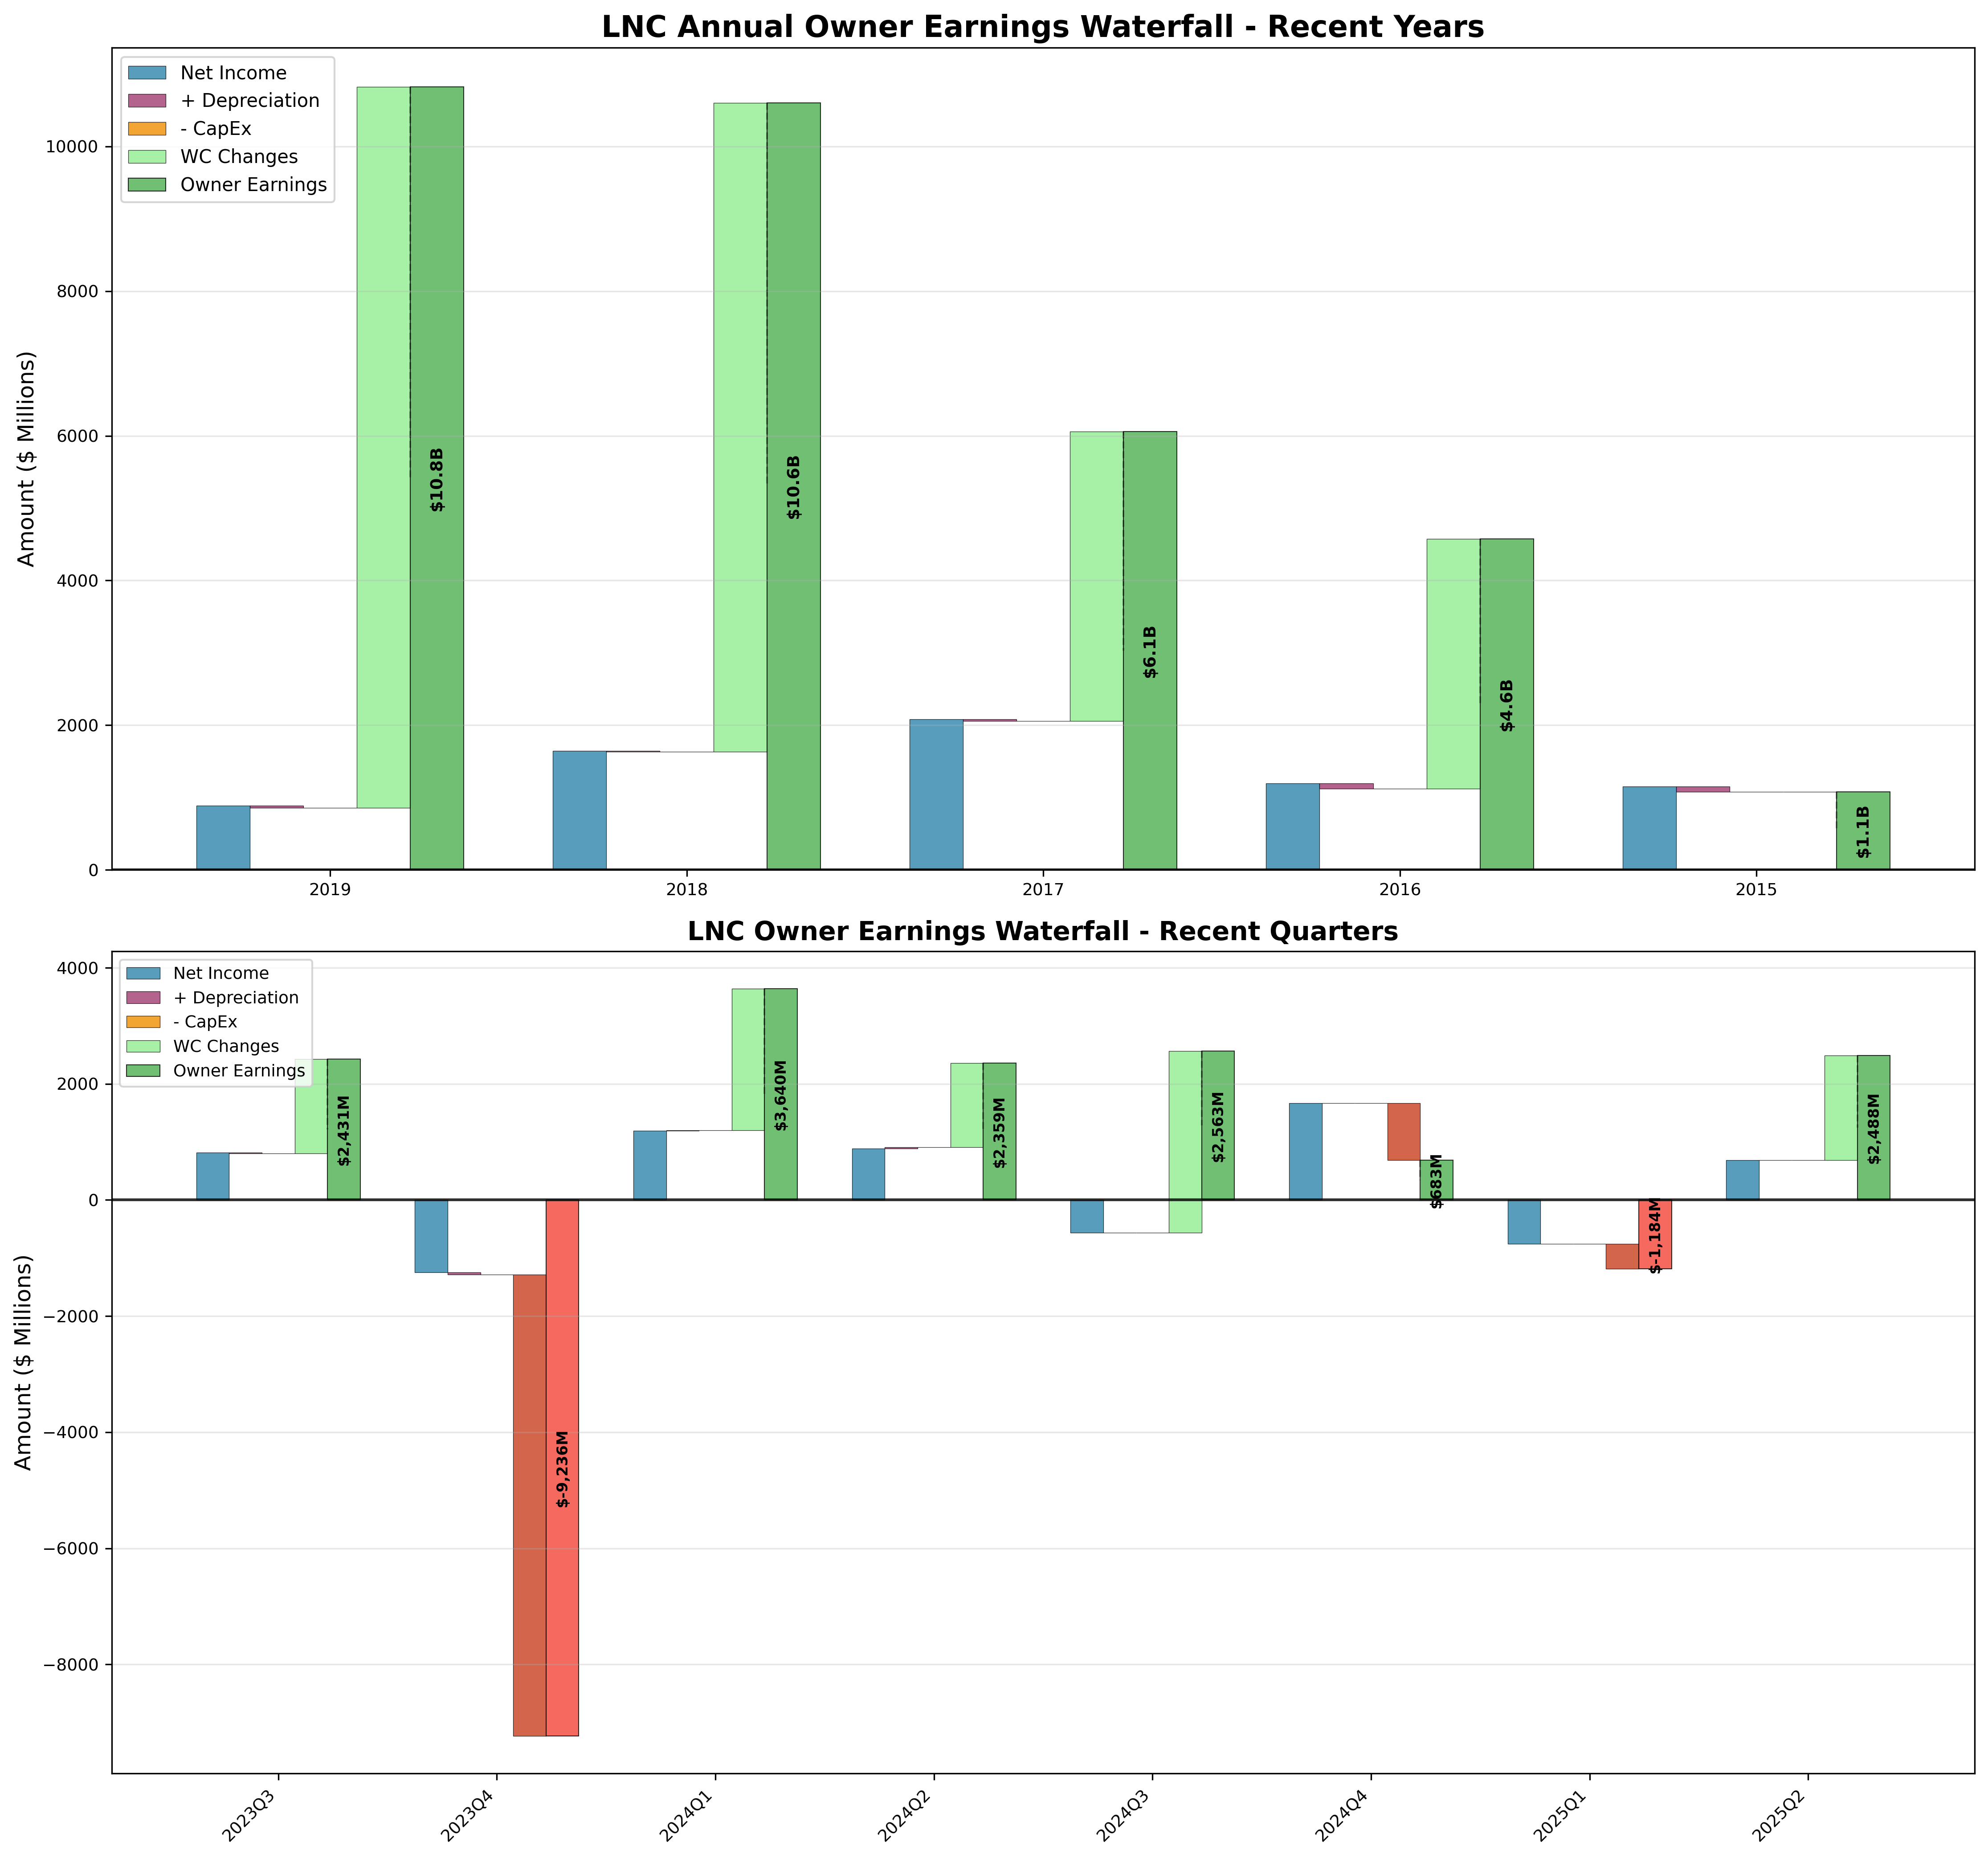 LNC Annual Owner Earnings Waterfall - Recent Years
Net Income
+ Depreciation
- CapEx
WC Changes
Owner Earnings
Amount ($ Millions)
10000
8000
6000
4000
2000
0
$10.8B
$10.6B
$6.1B
$4.6B
$1.1B
2019
2018
2017
2016
2015
LNC Owner Earnings Waterfall - Recent Quarters
Net Income
+ Depreciation
- CapEx
WC Changes
Owner Earnings
Amount ($ Millions)
4000
2000
0
−2000
−4000
−6000
−8000
$2,431M
$-9,236M
$3,640M
$2,359M
$2,563M
$683M
$-1,184M
$2,488M
2023Q3
2023Q4
2024Q1
2024Q2
2024Q3
2024Q4
2025Q1
2025Q2